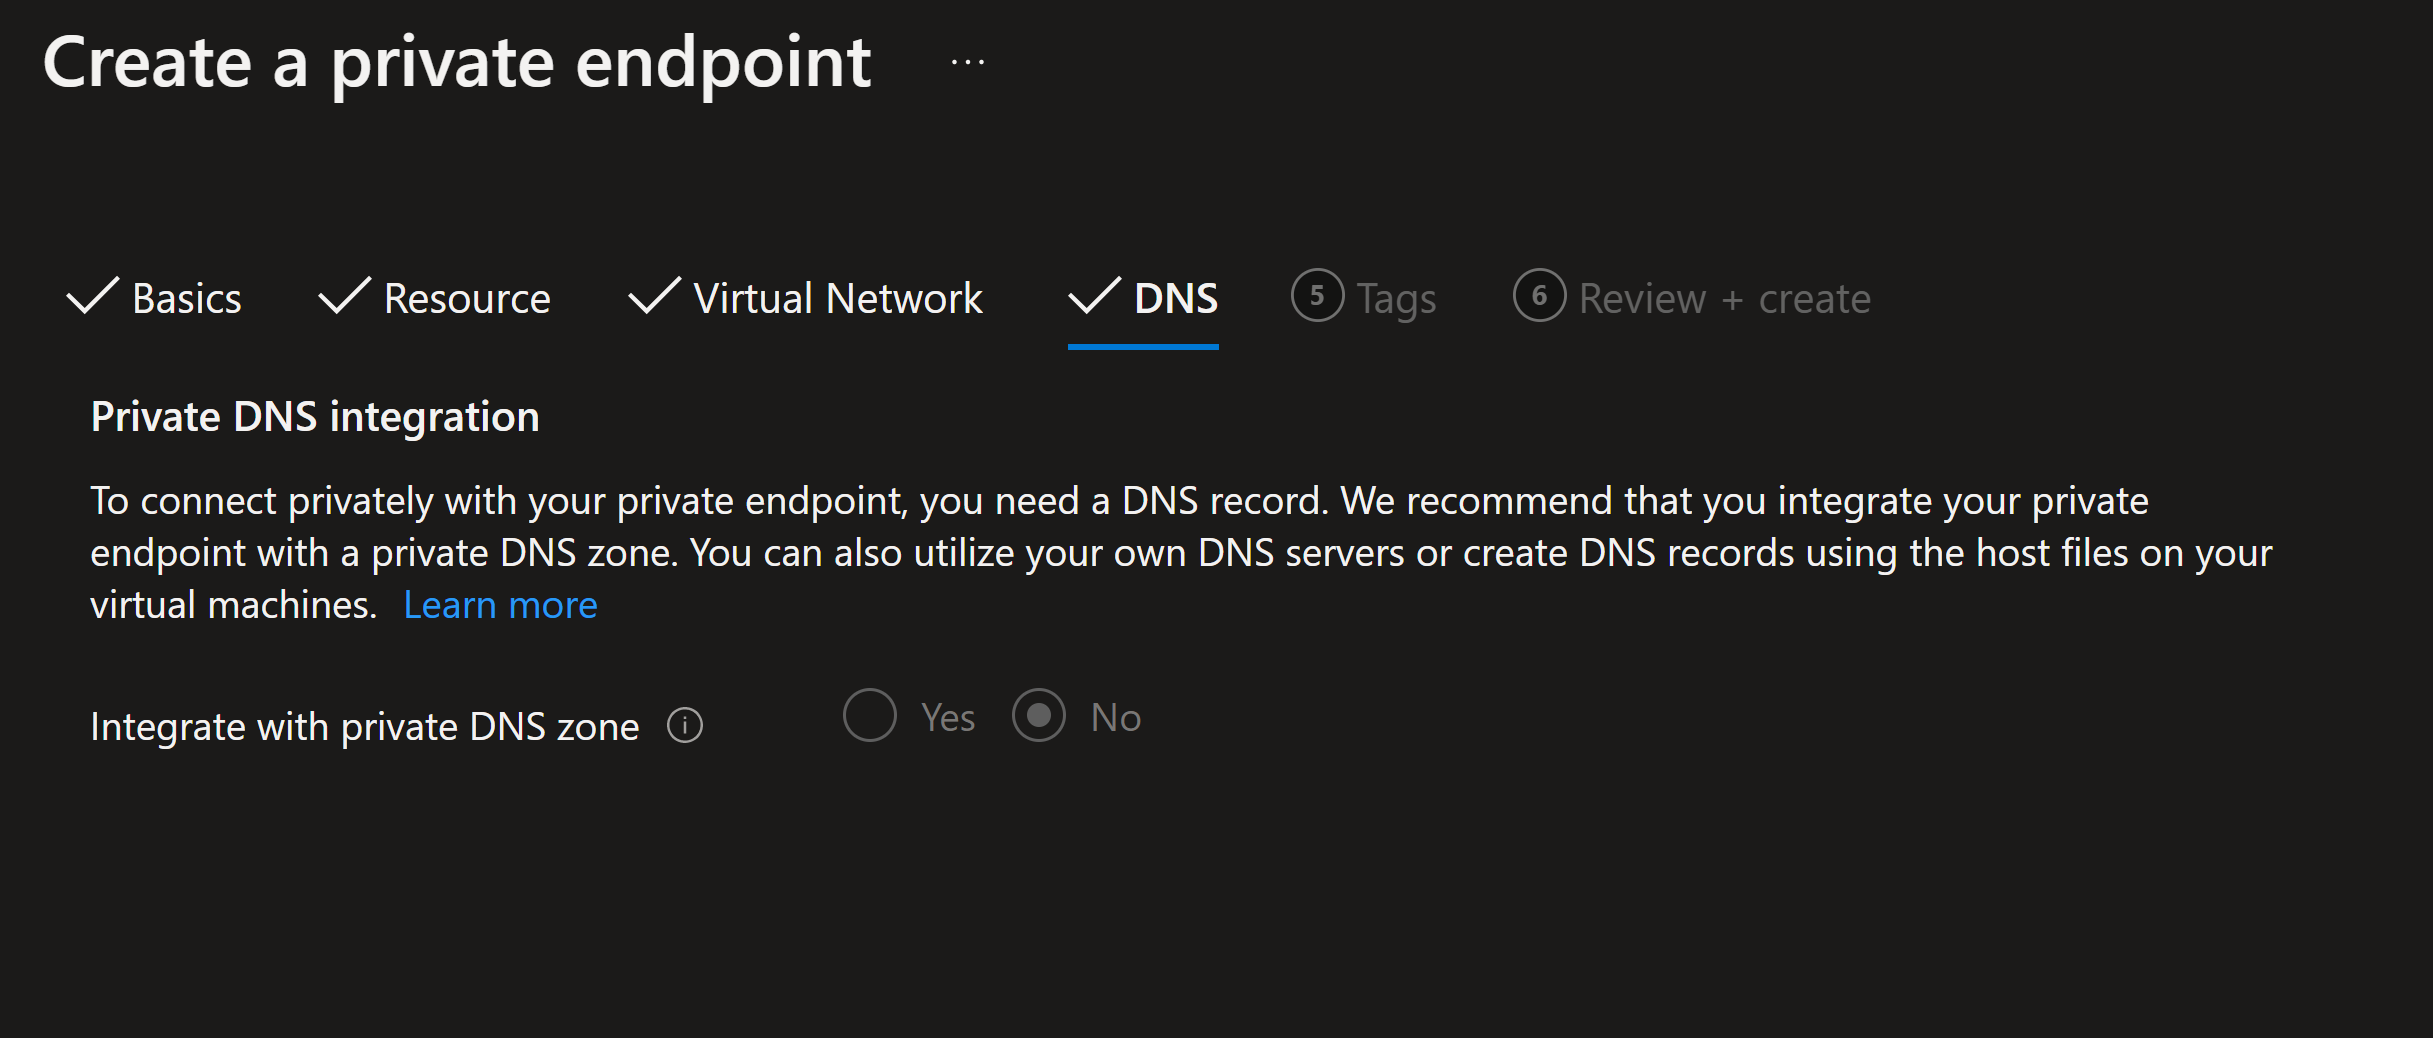 Create a private endpoint ...
Basics Resource Virtual Network DNS 5 Tags 6 Review + create
Private DNS integration
To connect privately with your private endpoint, you need a DNS record. We recommend that you integrate your private
endpoint with a private DNS zone. You can also utilize your own DNS servers or create DNS records using the host files on your
virtual machines. Learn more
Integrate with private DNS zone Yes No